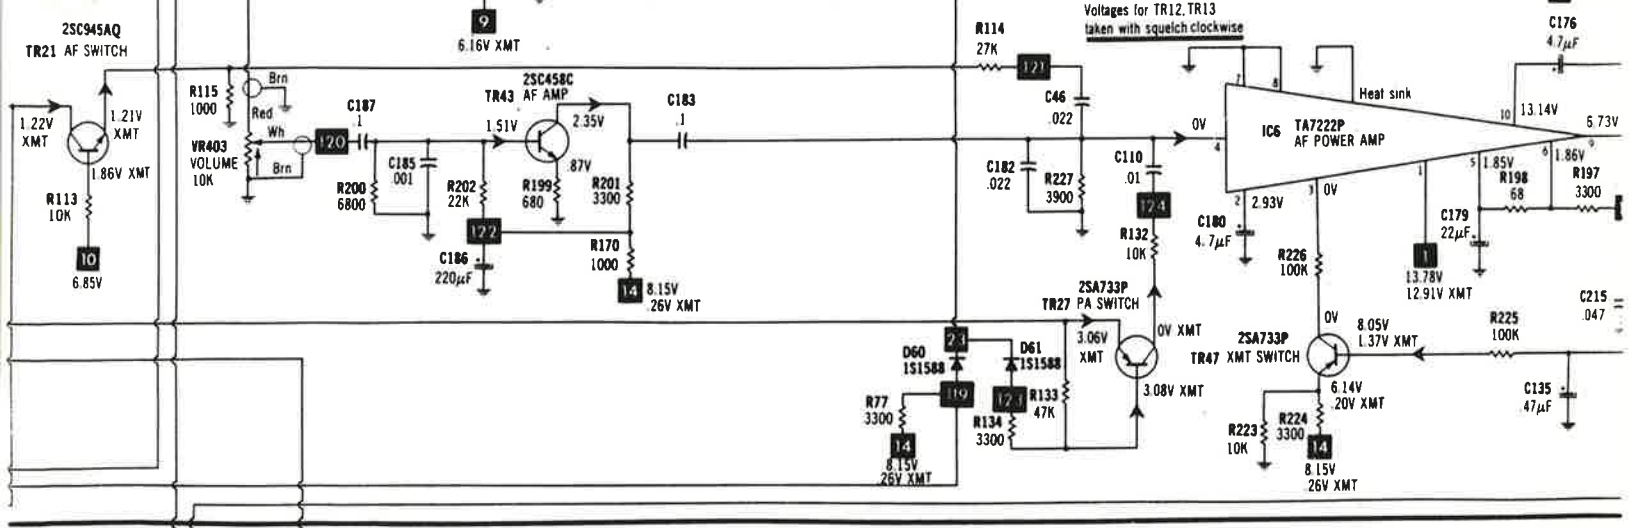 2SC945AQ
TR21 AF SWITCH
1.22V
XMT
1.21V
XMT
1.86V XMT
R113
10K
10
6.85V
9
6.16V XMT
R115
1000
Brn
Red
Wh
Brn
VR403
VOLUME
10K
120
C187
.1
R200
6800
C185
.001
R202
22K
122
C186
220µF
2SC458C
TR43 AF AMP
1.51V
2.35V
.87V
R199
680
R201
3300
R170
1000
14
8.15V
.26V XMT
C183
.1
R114
27K
121
C46
.022
C182
.022
R227
3900
C110
.01
124
R132
10K
Voltages for TR12, TR13
taken with squelch clockwise
2SA733P
TR27 PA SWITCH
3.06V
XMT
0V XMT
3.08V XMT
23
D60
1S1588
119
D61
1S1588
123
R77
3300
14
8.15V
.26V XMT
R134
3300
R133
47K
0V
4
7
8
Heat sink
IC6 TA7222P
AF POWER AMP
C176
4.7µF
10
13.14V
6.73V
9
2
2.93V
C180
4.7µF
3
0V
1
1
13.78V
12.91V XMT
5
1.85V
6
1.86V
R198
68
R197
3300
C179
22µF
R226
100K
0V
2SA733P
TR47 XMT SWITCH
8.05V
1.37V XMT
6.14V
.20V XMT
R223
10K
R224
3300
14
8.15V
.26V XMT
R225
100K
C135
.47µF
C215
.047